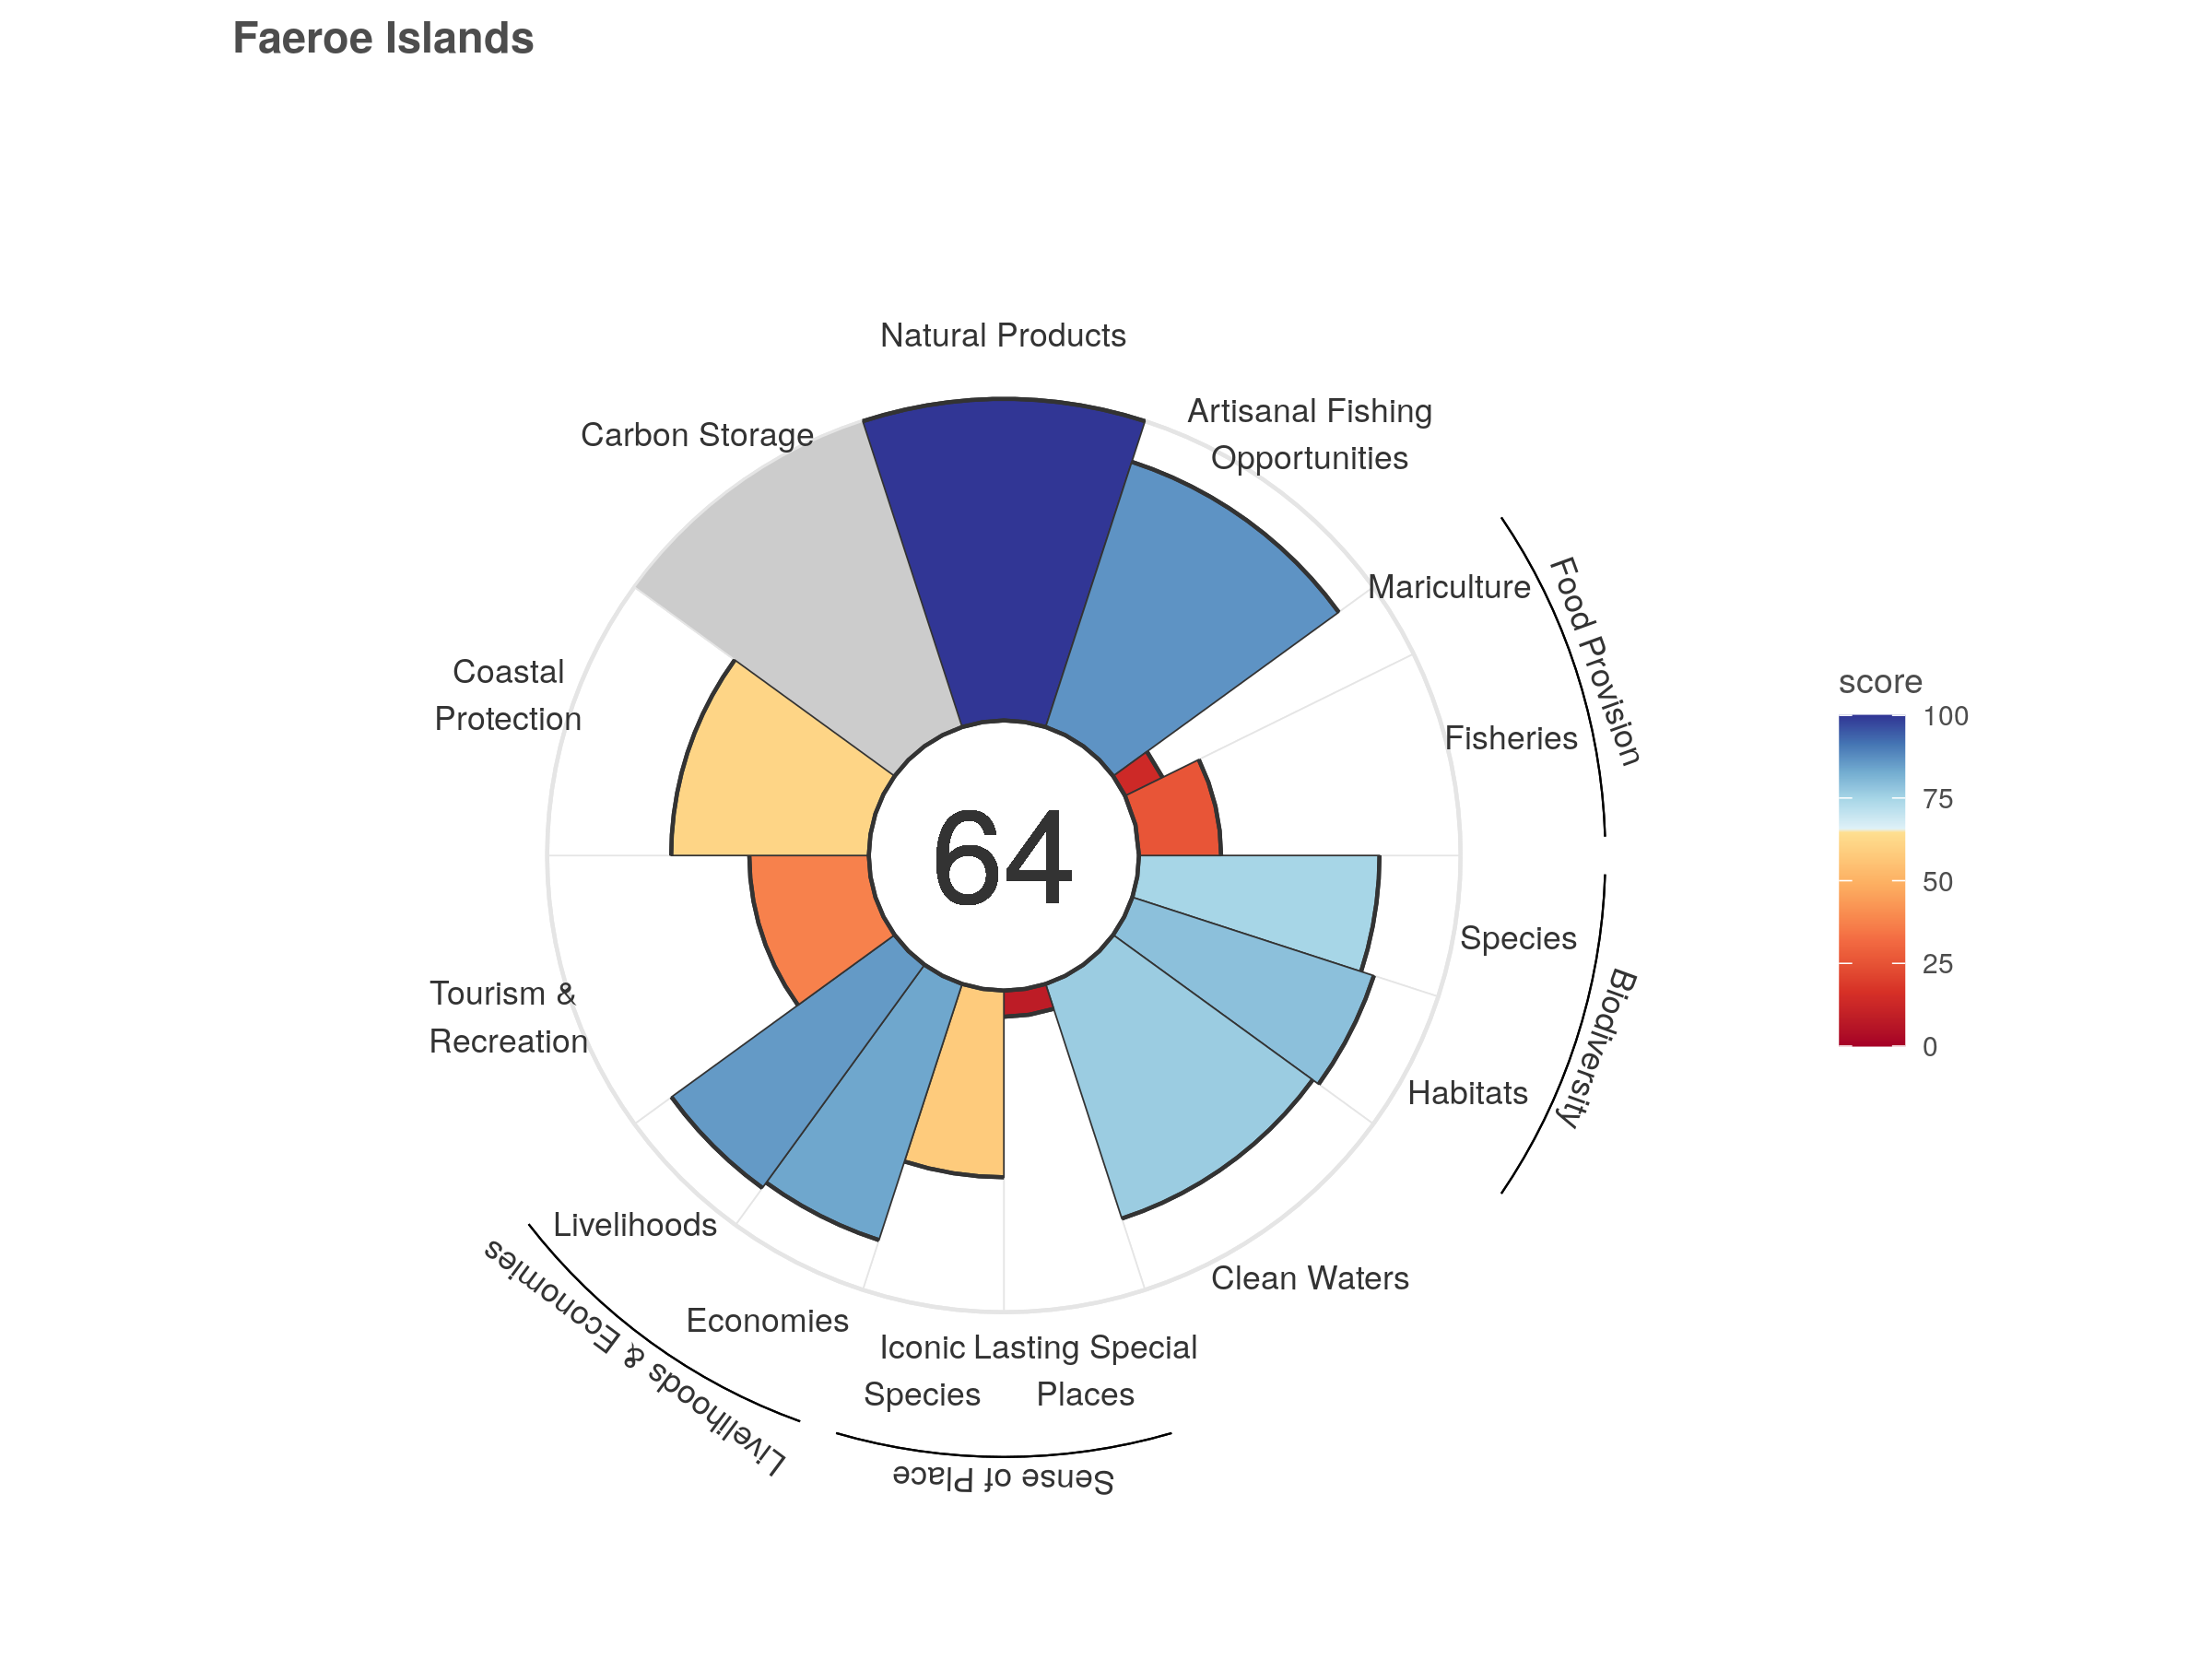 Faeroe Islands
Natural Products
Artisanal Fishing
Opportunities
Carbon Storage
Mariculture
Food Provision
Coastal
Protection
Fisheries
score
100
75
50
25
0
64
Species
Biodiversity
Tourism &
Recreation
Habitats
Livelihoods
Clean Waters
Economies
Livelihoods & Economies
Iconic
Species
Lasting Special
Places
Sense of Place